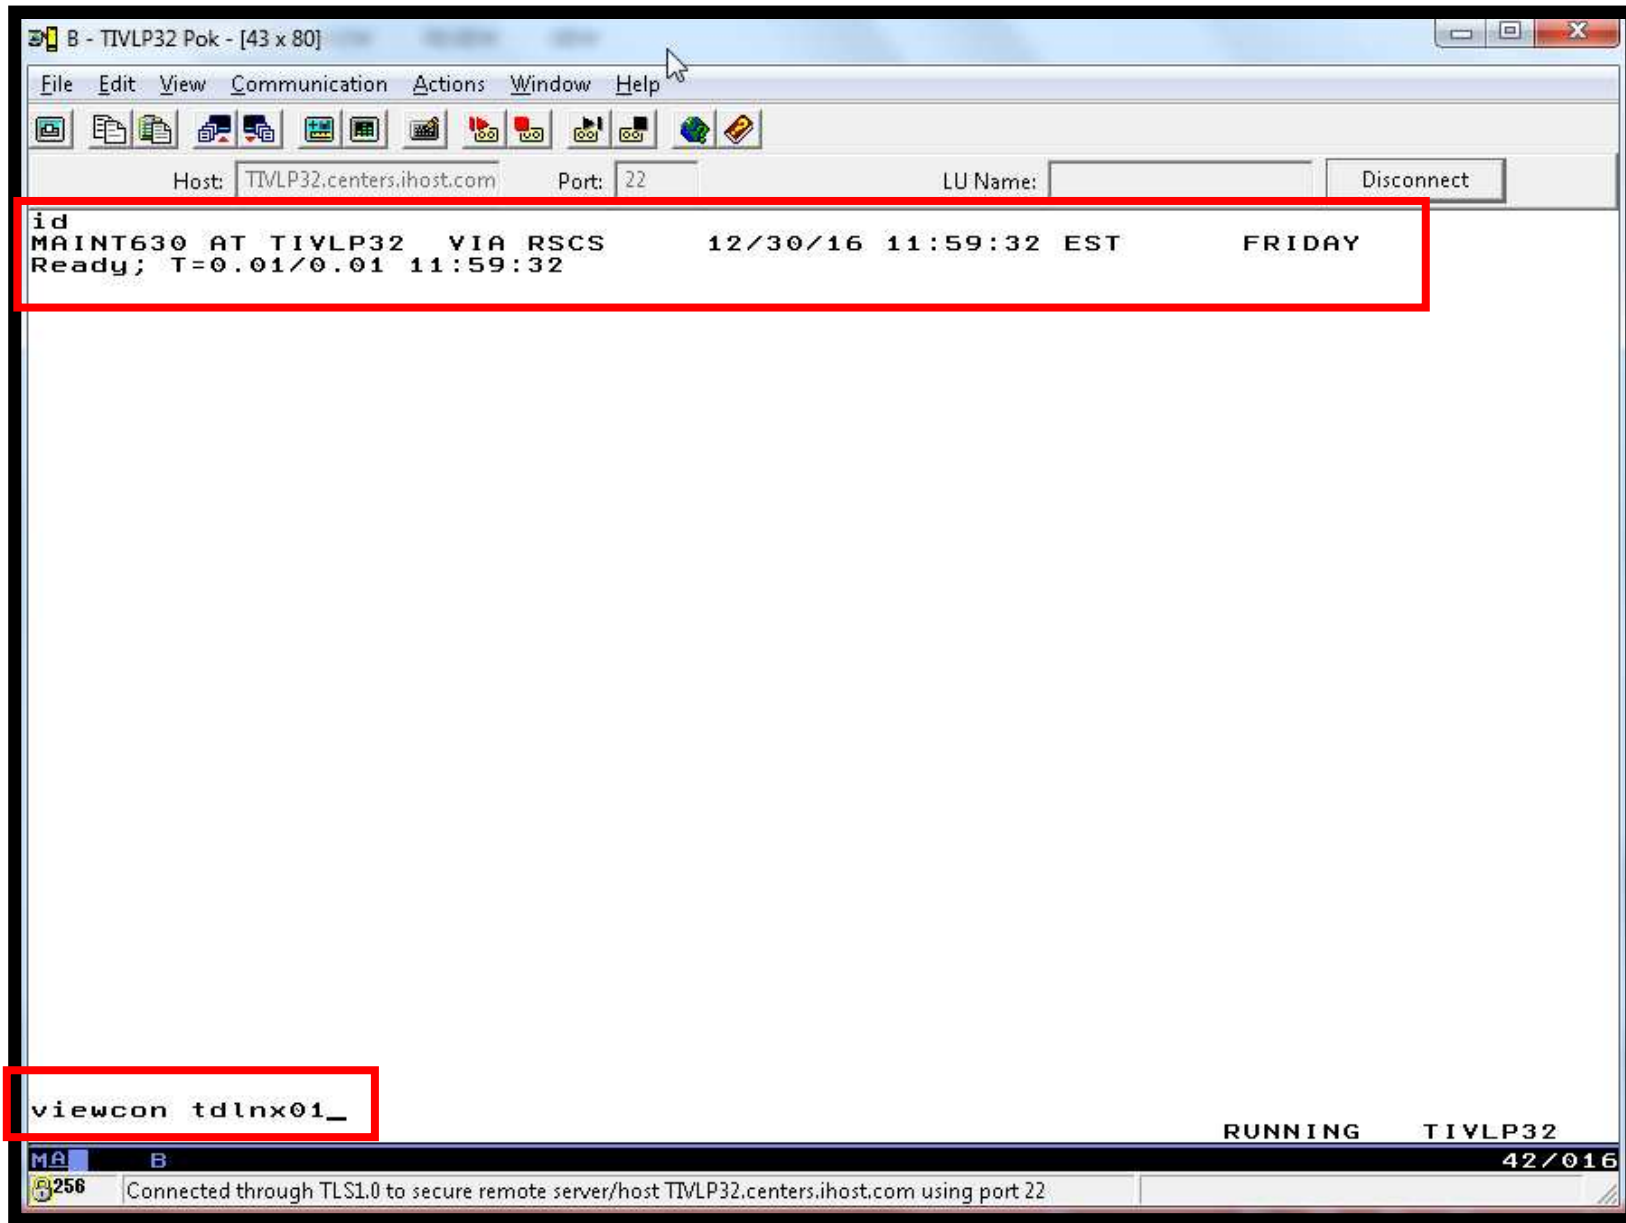 B - TIVLP32 Pok - [43 x 80]
File Edit View Communication Actions Window Help
Host: TIVLP32.centers.ihost.com Port: 22 LU Name: Disconnect
id
MAINT630 AT TIVLP32 VIA RSCS 12/30/16 11:59:32 EST FRIDAY
Ready; T=0.01/0.01 11:59:32
viewcon tdlnx01_
RUNNING TIVLP32
MA B 42/016
256 Connected through TLS1.0 to secure remote server/host TIVLP32.centers.ihost.com using port 22